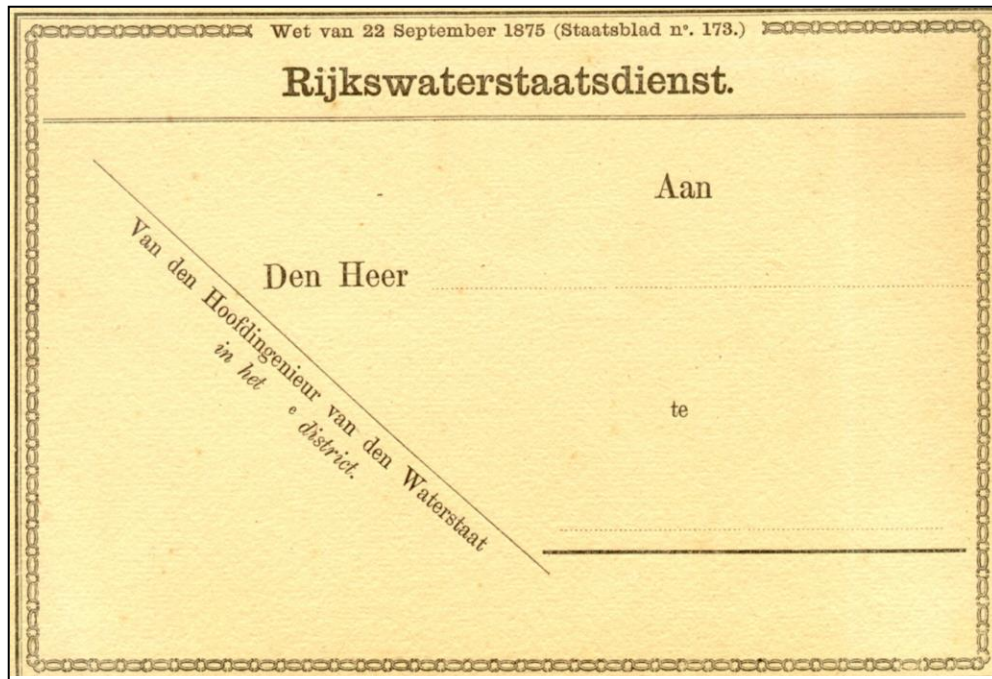 Wet van 22 September 1875 (Staatsblad nº. 173.)
Rijkswaterstaatsdienst.
Aan
Den Heer
te
Van den Hoofdingenieur van den Waterstaat
in het e district.